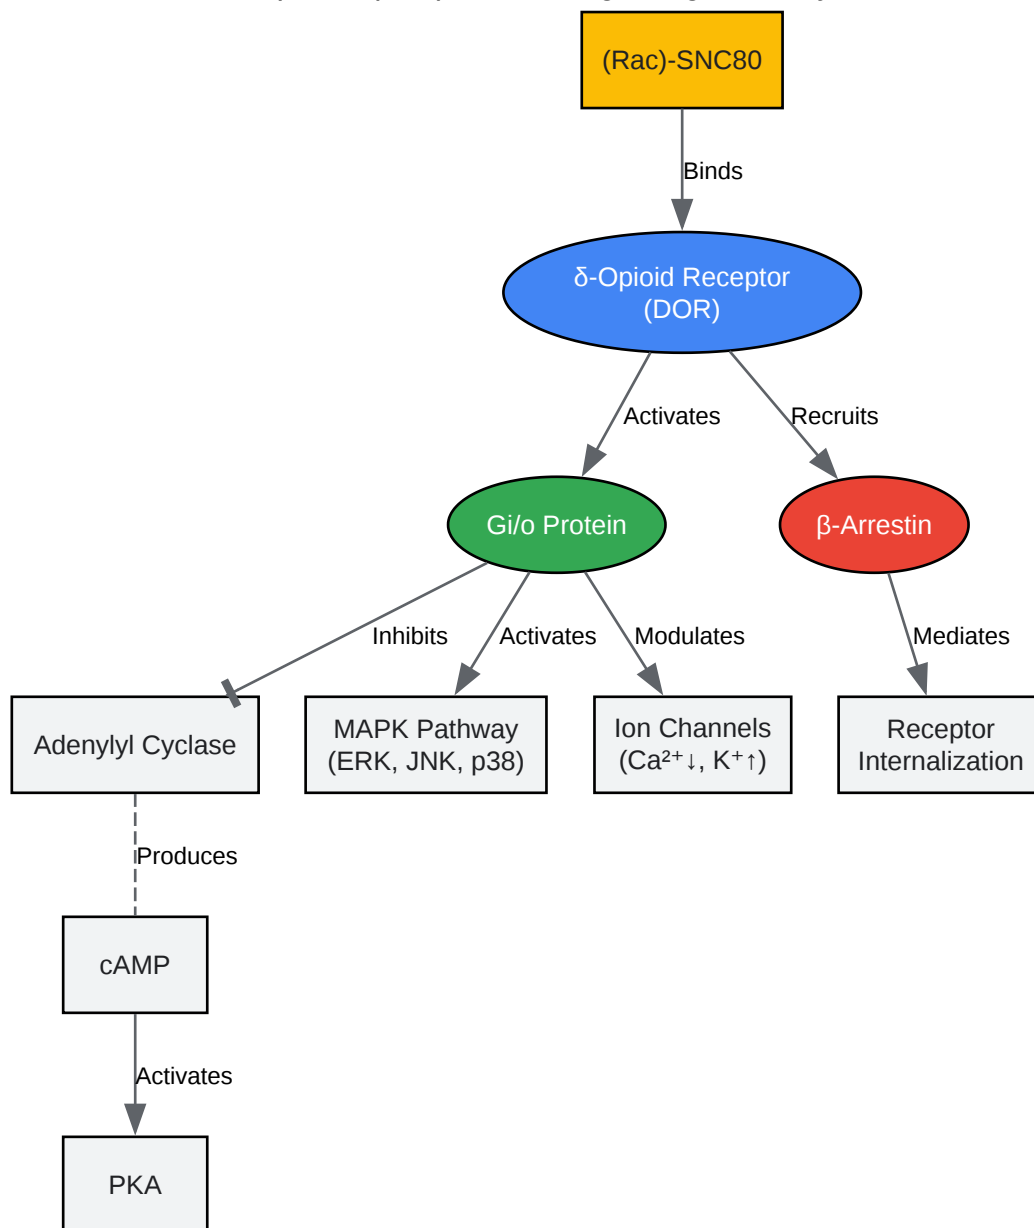 (Rac)-SNC80
Binds
δ-Opioid Receptor
(DOR)
Activates
Recruits
Gi/o Protein
β-Arrestin
Inhibits
Activates
Modulates
Mediates
Adenylyl Cyclase
MAPK Pathway
(ERK, JNK, p38)
Ion Channels
(Ca²⁺↓, K⁺↑)
Receptor
Internalization
Produces
cAMP
Activates
PKA